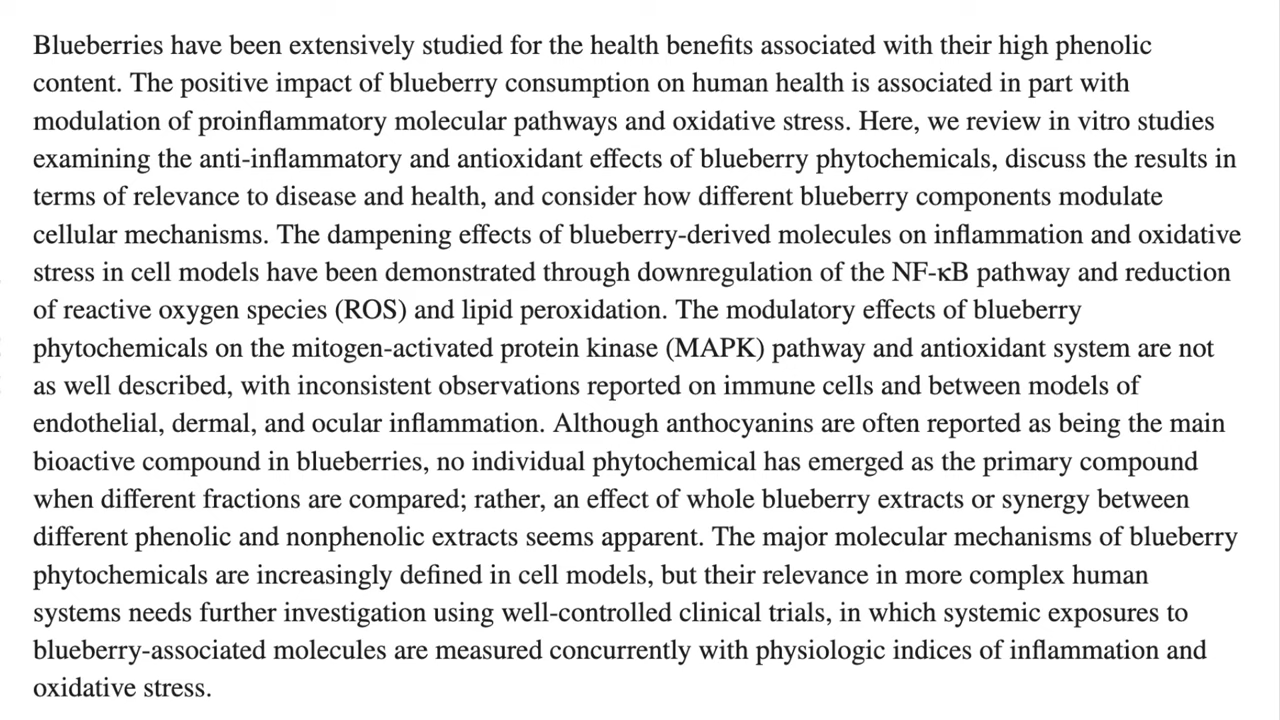 Blueberries have been extensively studied for the health benefits associated with their high phenolic
content. The positive impact of blueberry consumption on human health is associated in part with
modulation of proinflammatory molecular pathways and oxidative stress. Here, we review in vitro studies
examining the anti-inflammatory and antioxidant effects of blueberry phytochemicals, discuss the results in
terms of relevance to disease and health, and consider how different blueberry components modulate
cellular mechanisms. The dampening effects of blueberry-derived molecules on inflammation and oxidative
stress in cell models have been demonstrated through downregulation of the NF-κB pathway and reduction
of reactive oxygen species (ROS) and lipid peroxidation. The modulatory effects of blueberry
phytochemicals on the mitogen-activated protein kinase (MAPK) pathway and antioxidant system are not
as well described, with inconsistent observations reported on immune cells and between models of
endothelial, dermal, and ocular inflammation. Although anthocyanins are often reported as being the main
bioactive compound in blueberries, no individual phytochemical has emerged as the primary compound
when different fractions are compared; rather, an effect of whole blueberry extracts or synergy between
different phenolic and nonphenolic extracts seems apparent. The major molecular mechanisms of blueberry
phytochemicals are increasingly defined in cell models, but their relevance in more complex human
systems needs further investigation using well-controlled clinical trials, in which systemic exposures to
blueberry-associated molecules are measured concurrently with physiologic indices of inflammation and
oxidative stress.